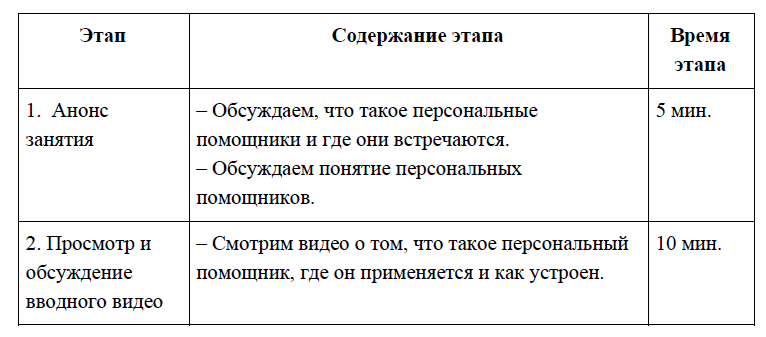 Этап Содержание этапа Время
этапа
1. Анонс
занятия
– Обсуждаем, что такое персональные
помощники и где они встречаются.
– Обсуждаем понятие персональных
помощников.
5 мин.
2. Просмотр и
обсуждение
вводного видео
– Смотрим видео о том, что такое персональный
помощник, где он применяется и как устроен.
10 мин.